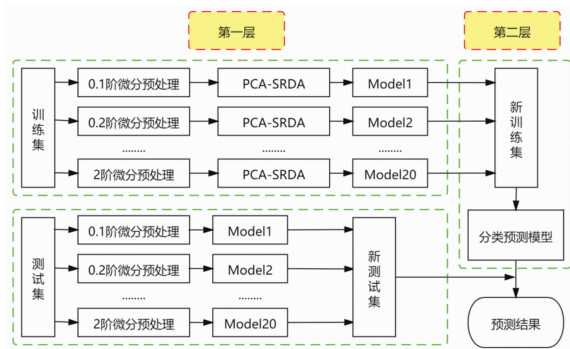 第一层
第二层
训练集
0.1阶微分预处理
PCA-SRDA
Model1
0.2阶微分预处理
PCA-SRDA
Model2
........
....
........
2阶微分预处理
PCA-SRDA
Model20
新训练集
分类预测模型
预测结果
测试集
0.1阶微分预处理
Model1
0.2阶微分预处理
Model2
........
........
2阶微分预处理
Model20
新测试集